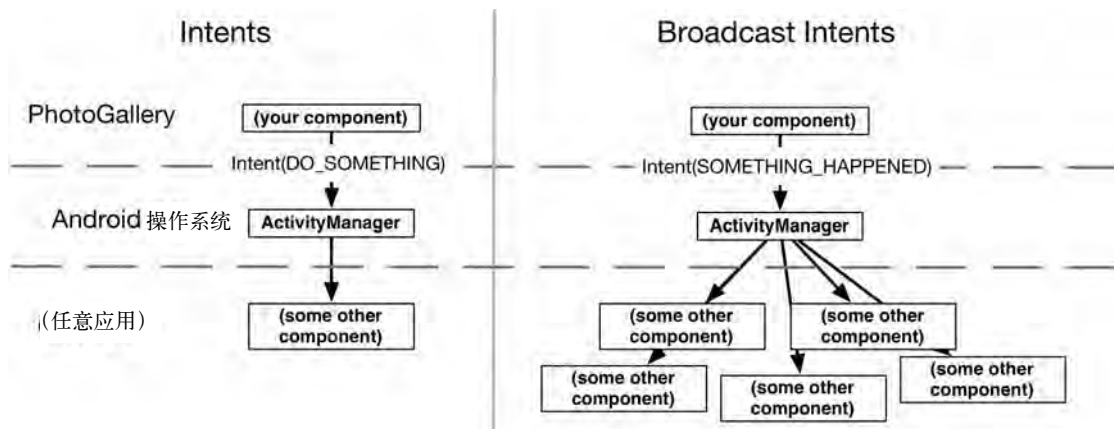 Intents
Broadcast Intents
PhotoGallery
(your component)
(your component)
Intent(DO_SOMETHING)
Intent(SOMETHING_HAPPENED)
Android 操作系统
ActivityManager
ActivityManager
(任意应用)
(some other
component)
(some other
component)
(some other
component)
(some other
component)
(some other
component)
(some other
component)